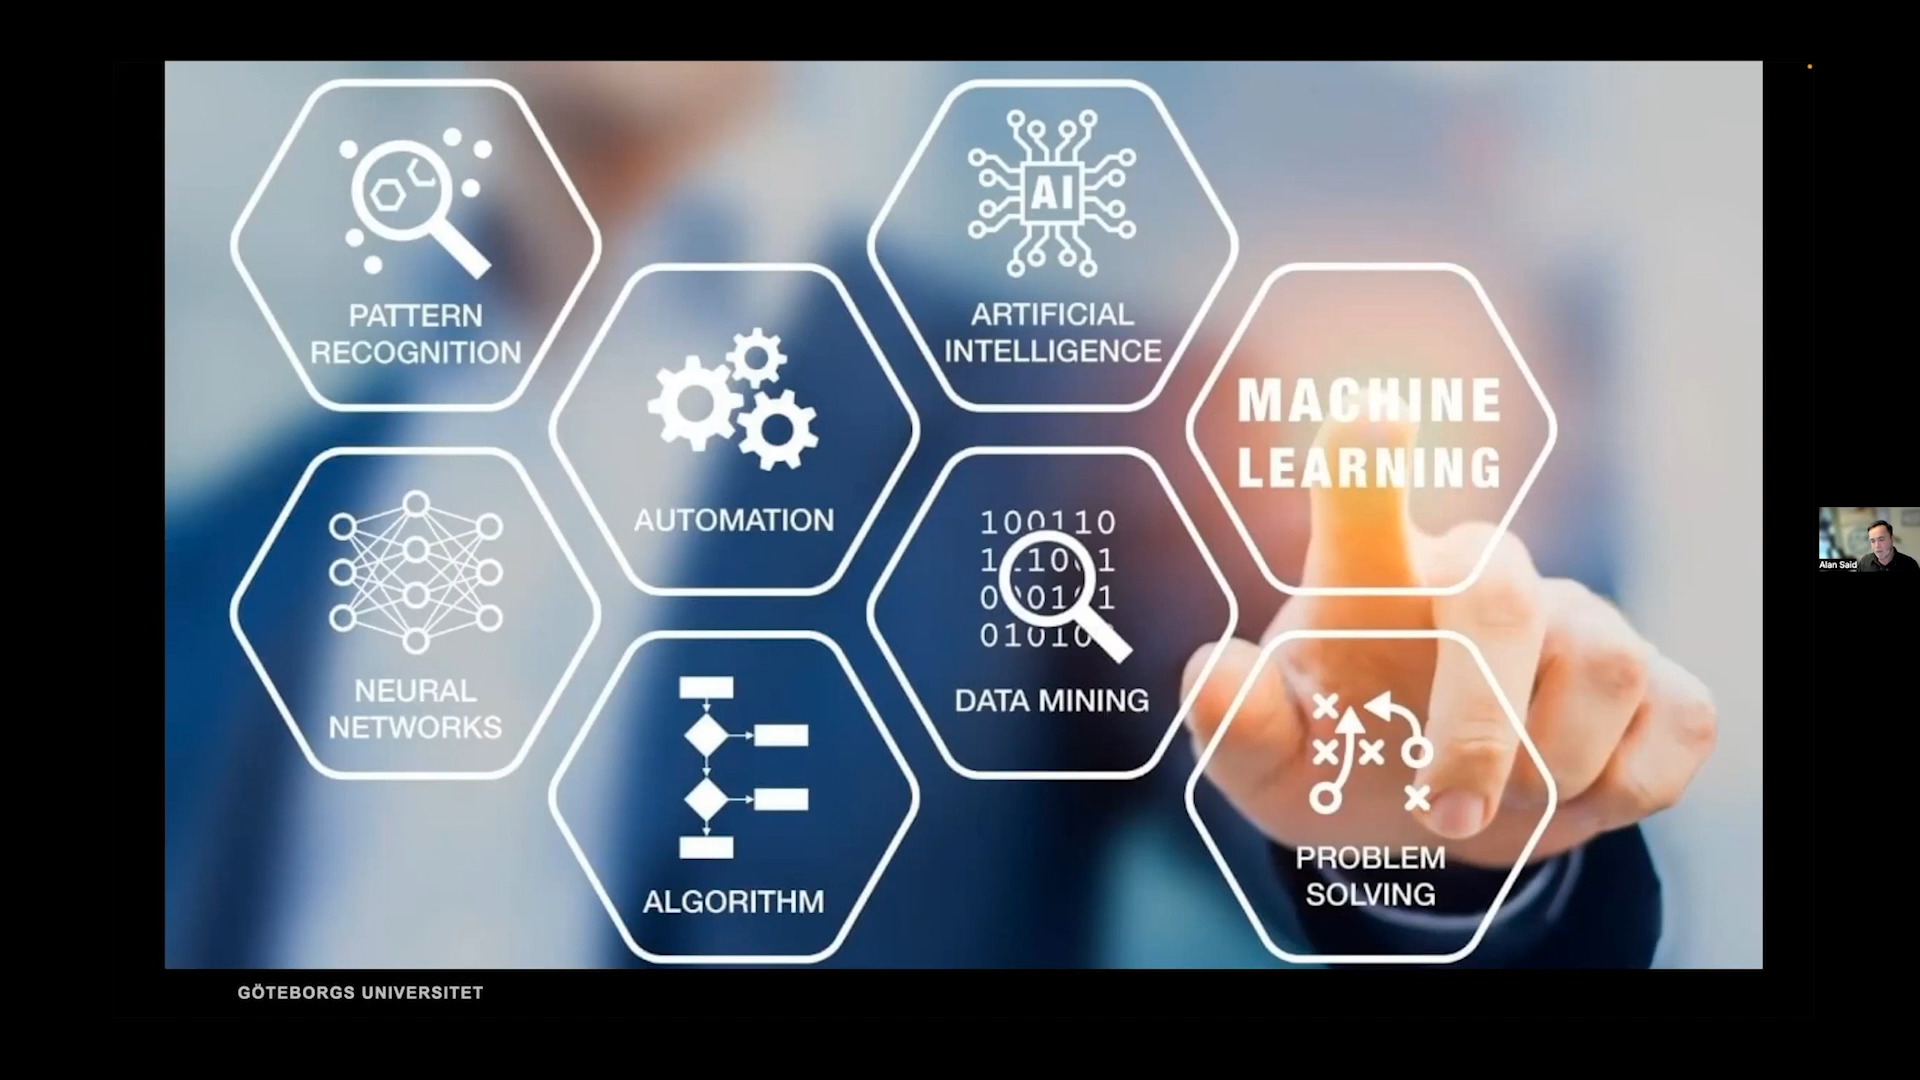 PATTERN
RECOGNITION
AI
ARTIFICIAL
INTELLIGENCE
AUTOMATION
MACHINE
LEARNING
NEURAL
NETWORKS
100110
DATA MINING
ALGORITHM
PROBLEM
SOLVING
GÖTEBORGS UNIVERSITET
Alan Said